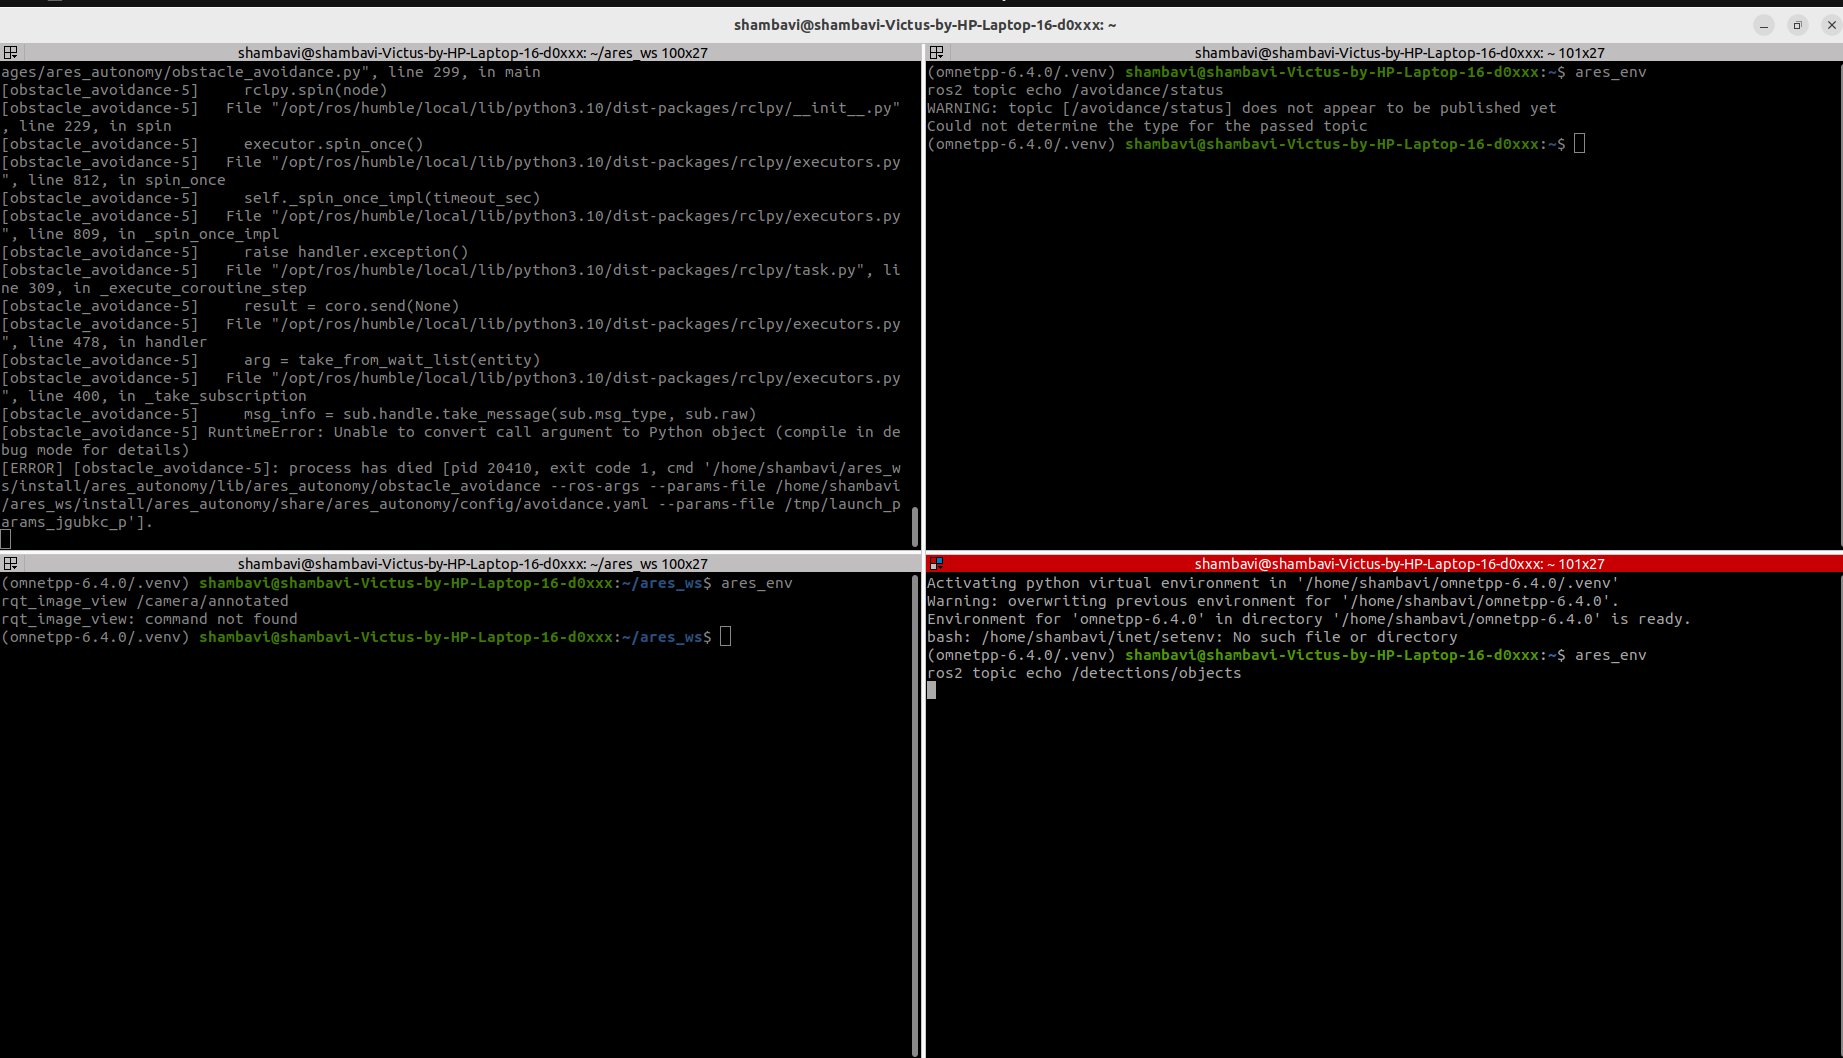 shambavi@shambavi-Victus-by-HP-Laptop-16-d0xxx: ~
shambavi@shambavi-Victus-by-HP-Laptop-16-d0xxx: ~/ares_ws 100x27
ages/ares_autonomy/obstacle_avoidance.py", line 299, in main
[obstacle_avoidance-5]     rclpy.spin(node)
[obstacle_avoidance-5]   File "/opt/ros/humble/local/lib/python3.10/dist-packages/rclpy/__init__.py"
, line 229, in spin
[obstacle_avoidance-5]     executor.spin_once()
[obstacle_avoidance-5]   File "/opt/ros/humble/local/lib/python3.10/dist-packages/rclpy/executors.py
", line 812, in spin_once
[obstacle_avoidance-5]     self._spin_once_impl(timeout_sec)
[obstacle_avoidance-5]   File "/opt/ros/humble/local/lib/python3.10/dist-packages/rclpy/executors.py
", line 809, in _spin_once_impl
[obstacle_avoidance-5]     raise handler.exception()
[obstacle_avoidance-5]   File "/opt/ros/humble/local/lib/python3.10/dist-packages/rclpy/task.py", li
ne 309, in _execute_coroutine_step
[obstacle_avoidance-5]     result = coro.send(None)
[obstacle_avoidance-5]   File "/opt/ros/humble/local/lib/python3.10/dist-packages/rclpy/executors.py
", line 478, in handler
[obstacle_avoidance-5]     arg = take_from_wait_list(entity)
[obstacle_avoidance-5]   File "/opt/ros/humble/local/lib/python3.10/dist-packages/rclpy/executors.py
", line 400, in _take_subscription
[obstacle_avoidance-5]     msg_info = sub.handle.take_message(sub.msg_type, sub.raw)
[obstacle_avoidance-5] RuntimeError: Unable to convert call argument to Python object (compile in de
bug mode for details)
[ERROR] [obstacle_avoidance-5]: process has died [pid 20410, exit code 1, cmd '/home/shambavi/ares_w
s/install/ares_autonomy/lib/ares_autonomy/obstacle_avoidance --ros-args --params-file /home/shambavi
/ares_ws/install/ares_autonomy/share/ares_autonomy/config/avoidance.yaml --params-file /tmp/launch_p
arams_jgubkc_p'].
shambavi@shambavi-Victus-by-HP-Laptop-16-d0xxx: ~ 101x27
(omnetpp-6.4.0/.venv) shambavi@shambavi-Victus-by-HP-Laptop-16-d0xxx:~$ ares_env
ros2 topic echo /avoidance/status
WARNING: topic [/avoidance/status] does not appear to be published yet
Could not determine the type for the passed topic
(omnetpp-6.4.0/.venv) shambavi@shambavi-Victus-by-HP-Laptop-16-d0xxx:~$
shambavi@shambavi-Victus-by-HP-Laptop-16-d0xxx: ~/ares_ws 100x27
(omnetpp-6.4.0/.venv) shambavi@shambavi-Victus-by-HP-Laptop-16-d0xxx:~/ares_ws$ ares_env
rqt_image_view /camera/annotated
rqt_image_view: command not found
(omnetpp-6.4.0/.venv) shambavi@shambavi-Victus-by-HP-Laptop-16-d0xxx:~/ares_ws$
shambavi@shambavi-Victus-by-HP-Laptop-16-d0xxx: ~ 101x27
Activating python virtual environment in '/home/shambavi/omnetpp-6.4.0/.venv'
Warning: overwriting previous environment for '/home/shambavi/omnetpp-6.4.0'.
Environment for 'omnetpp-6.4.0' in directory '/home/shambavi/omnetpp-6.4.0' is ready.
bash: /home/shambavi/inet/setenv: No such file or directory
(omnetpp-6.4.0/.venv) shambavi@shambavi-Victus-by-HP-Laptop-16-d0xxx:~$ ares_env
ros2 topic echo /detections/objects